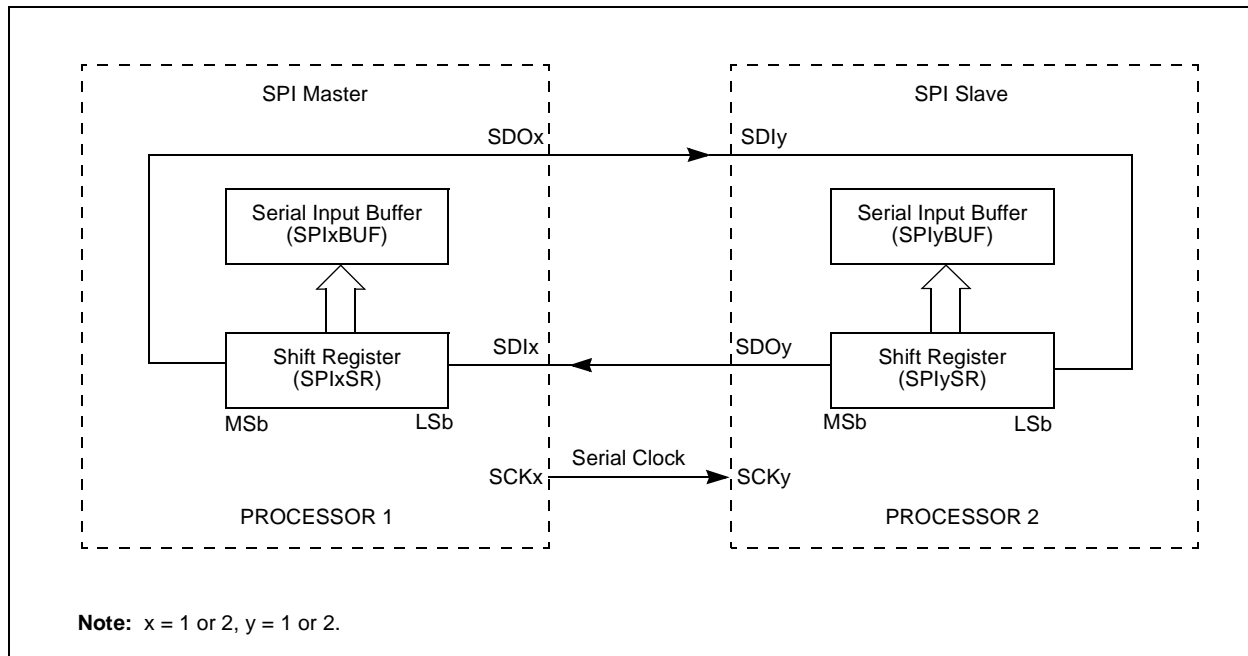 SPI Master
SPI Slave
SDOx
SDIy
Serial Input Buffer
(SPIxBUF)
Serial Input Buffer
(SPIyBUF)
SDIx
SDOy
Shift Register
(SPIxSR)
Shift Register
(SPIySR)
MSb
LSb
MSb
LSb
Serial Clock
SCKx
SCKy
PROCESSOR 1
PROCESSOR 2
Note: x = 1 or 2, y = 1 or 2.